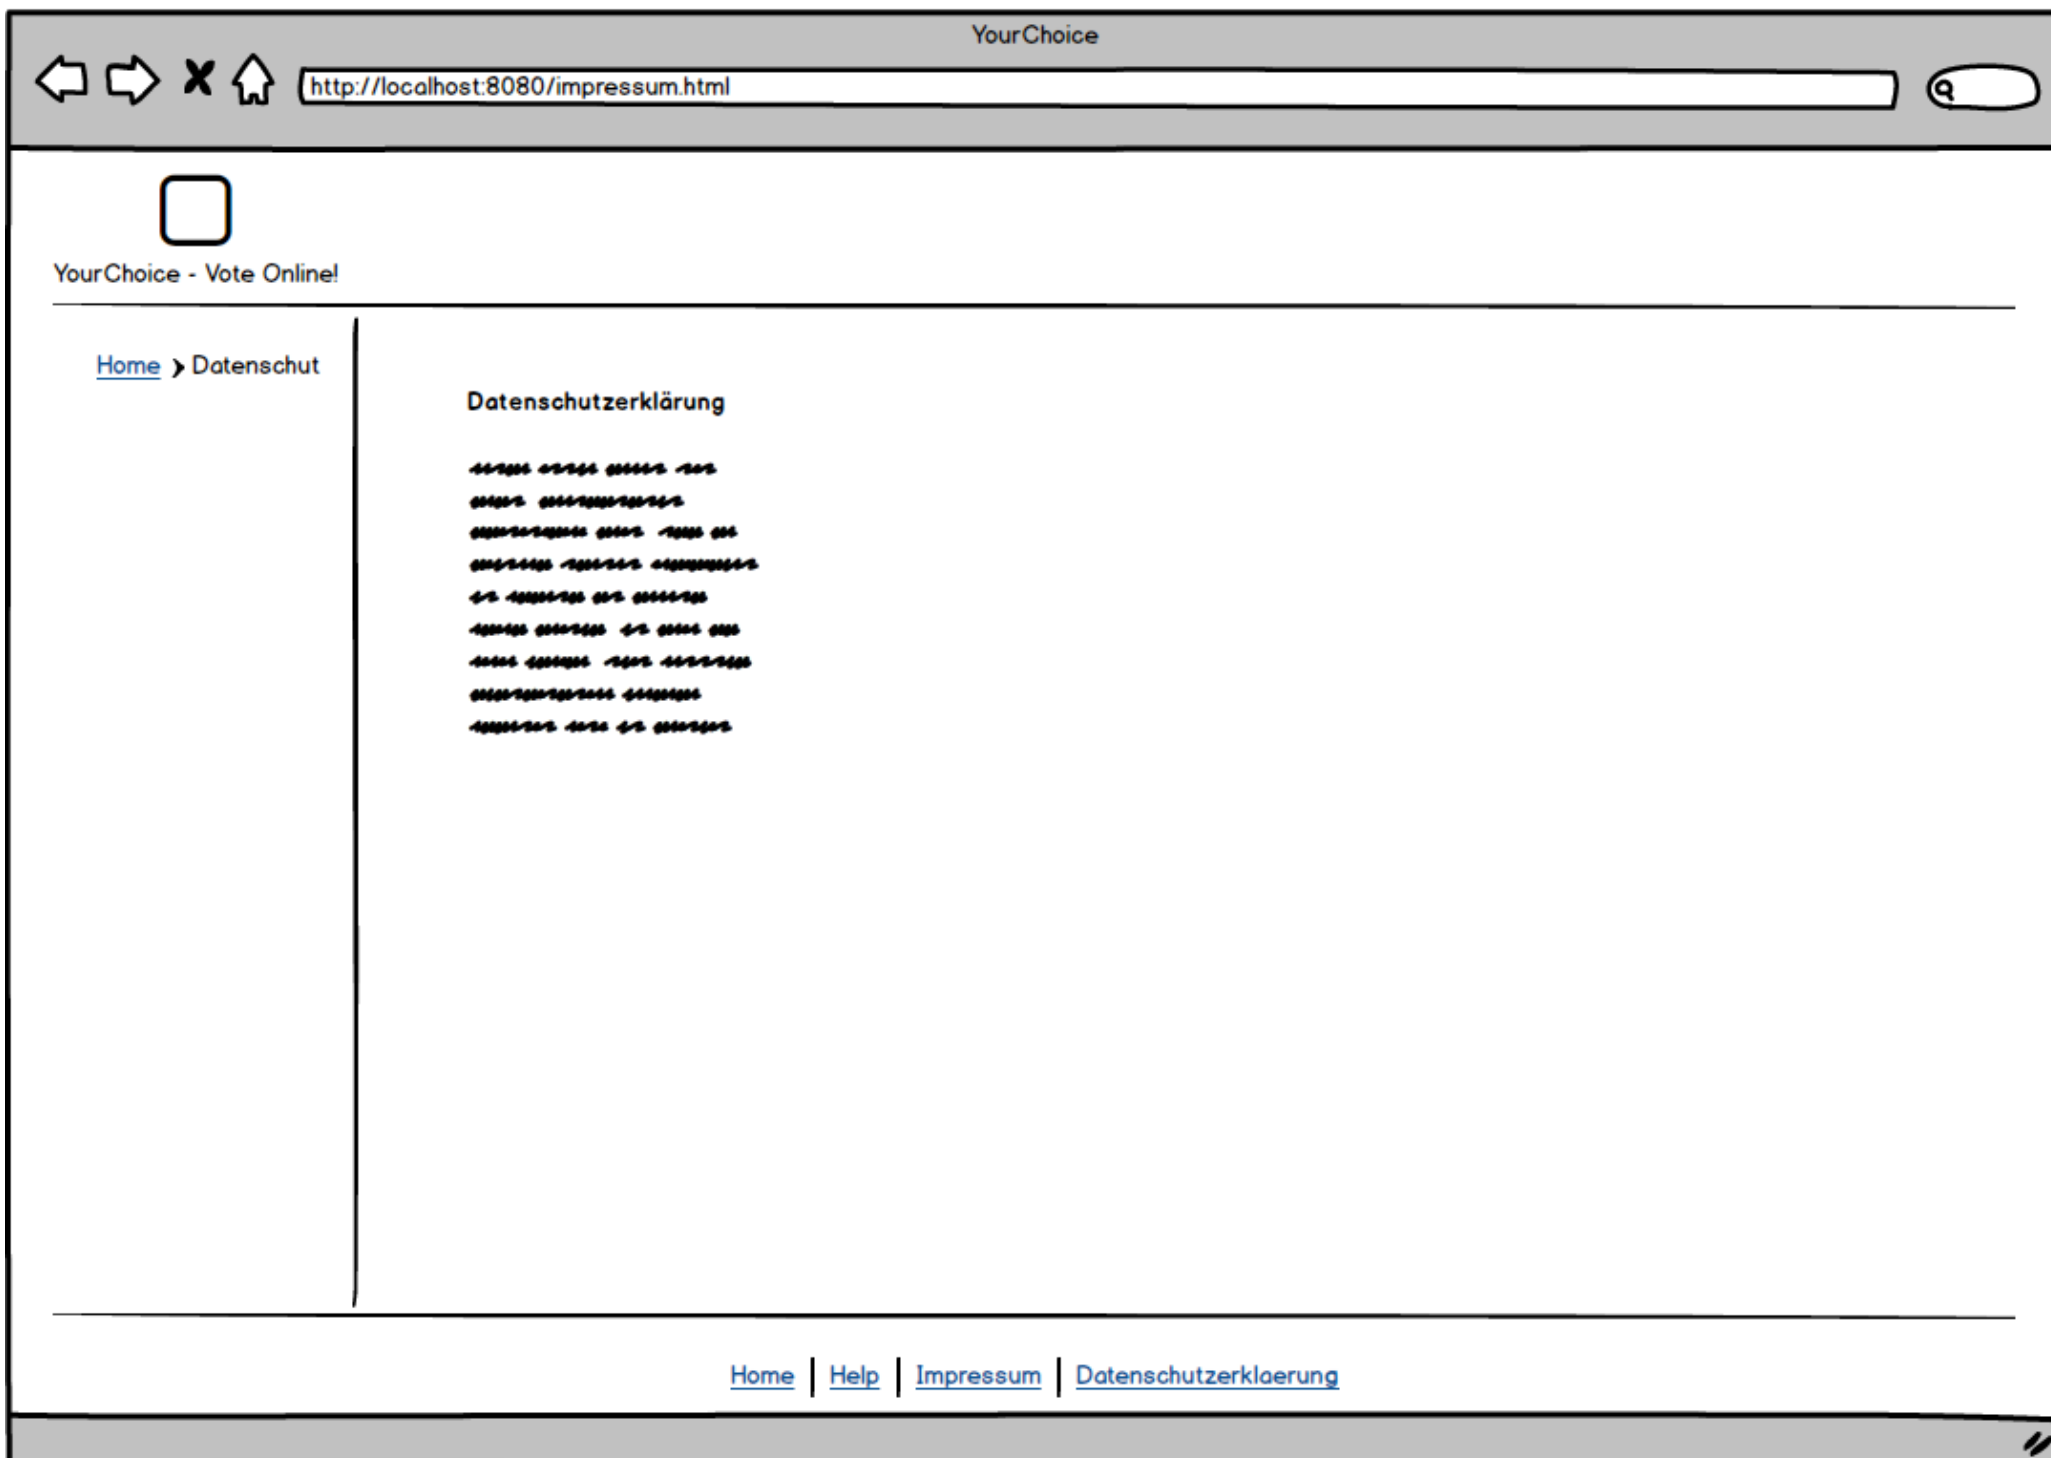 YourChoice
http://localhost:8080/impressum.html
YourChoice - Vote Online!
Home Datenschut
Datenschutzerklärung
Home Help Impressum Datenschutzerklaerung